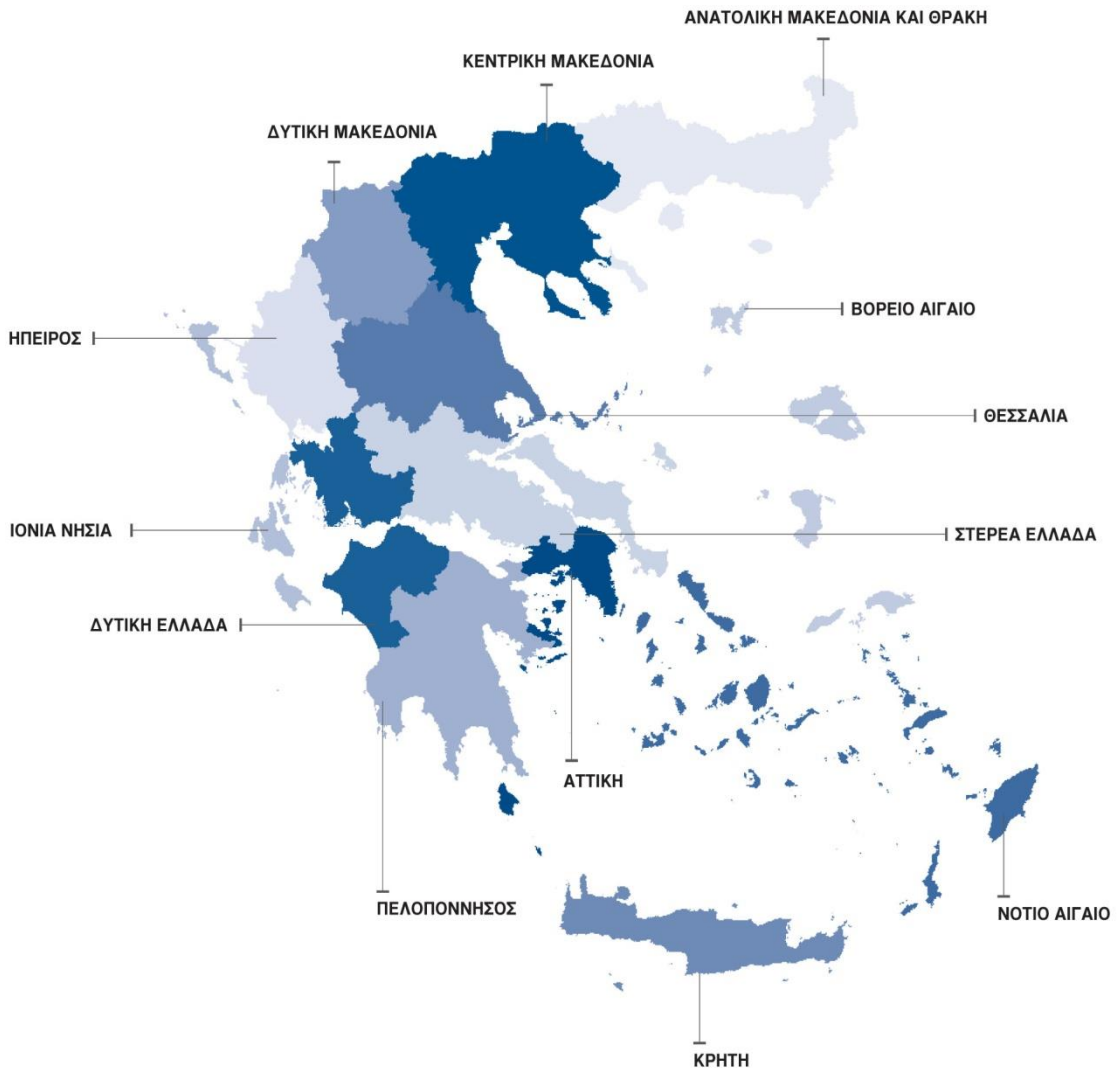 ΑΝΑΤΟΛΙΚΗ ΜΑΚΕΔΟΝΙΑ ΚΑΙ ΘΡΑΚΗ
ΚΕΝΤΡΙΚΗ ΜΑΚΕΔΟΝΙΑ
ΔΥΤΙΚΗ ΜΑΚΕΔΟΝΙΑ
ΒΟΡΕΙΟ ΑΙΓΑΙΟ
ΗΠΕΙΡΟΣ
ΘΕΣΣΑΛΙΑ
ΙΟΝΙΑ ΝΗΣΙΑ
ΣΤΕΡΕΑ ΕΛΛΑΔΑ
ΔΥΤΙΚΗ ΕΛΛΑΔΑ
ΑΤΤΙΚΗ
ΠΕΛΟΠΟΝΝΗΣΟΣ
ΝΟΤΙΟ ΑΙΓΑΙΟ
ΚΡΗΤΗ